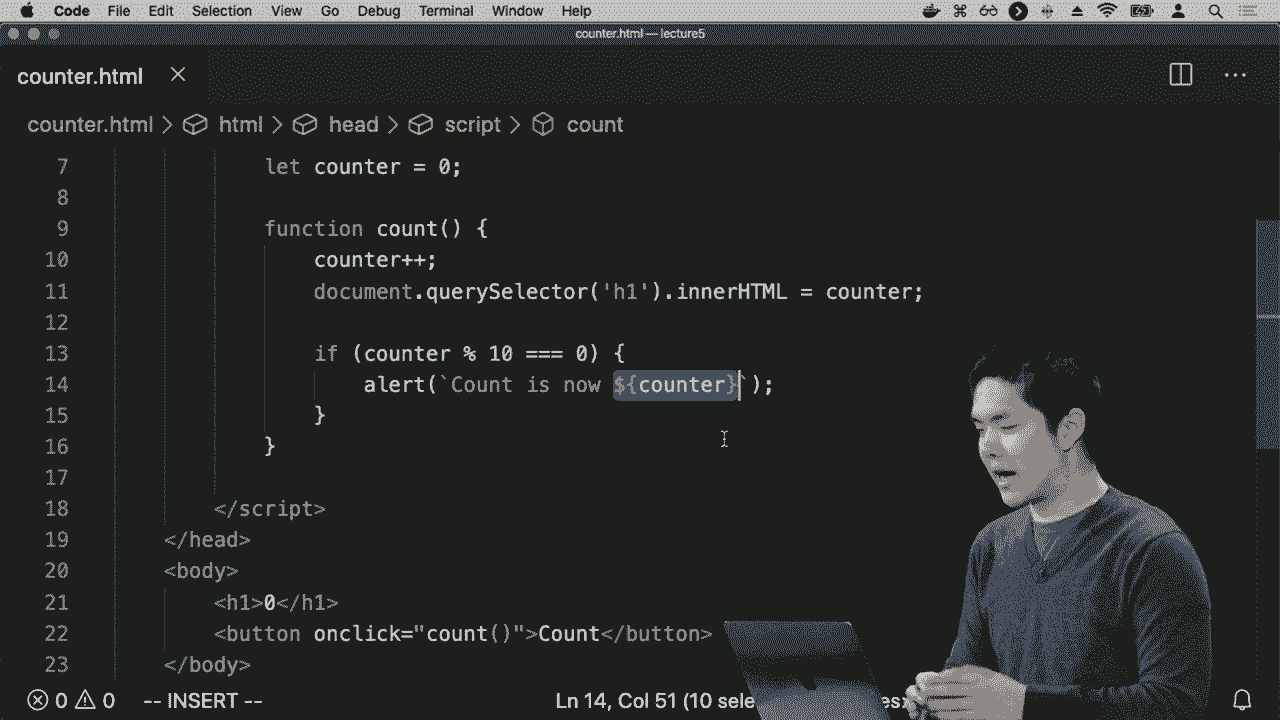 Code File Edit Selection View Go Debug Terminal Window Help
counter.html — lecture5
counter.html
counter.html > html > head > script > count
7 let counter = 0;
8
9 function count() {
10 counter++;
11 document.querySelector('h1').innerHTML = counter;
12
13 if (counter % 10 === 0) {
14 alert(`Count is now ${counter}`);
15 }
16 }
17
18 </script>
19 </head>
20 <body>
21 <h1>0</h1>
22 <button onclick="count()">Count</button>
23 </body>
0 0 -- INSERT -- Ln 14, Col 51 (10 sele